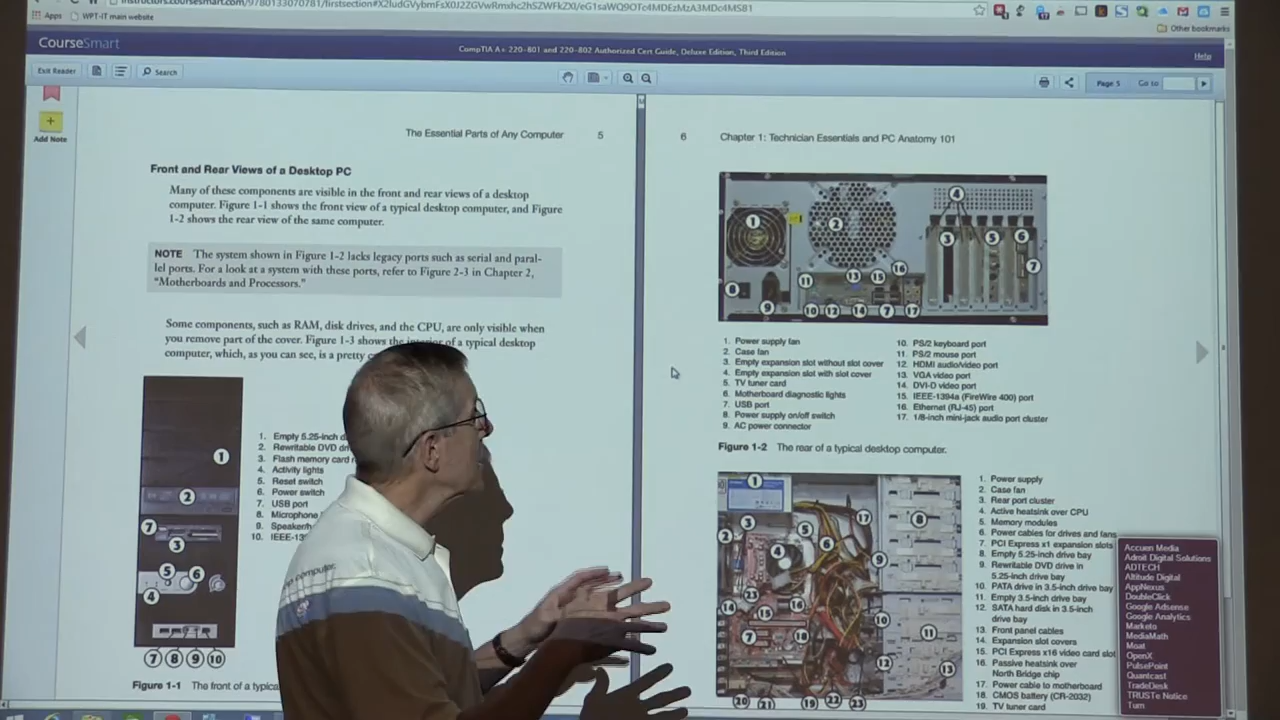 Apps
WPT-IT main website
Other bookmarks
CourseSmart
CompTIA A+ 220-801 and 220-802 Authorized Cert Guide, Deluxe Edition, Third Edition
Help
Exit Reader
Search
Page 5
Go to
Add Note
The Essential Parts of Any Computer 5
Front and Rear Views of a Desktop PC
Many of these components are visible in the front and rear views of a desktop
computer. Figure 1-1 shows the front view of a typical desktop computer, and Figure
1-2 shows the rear view of the same computer.
NOTE The system shown in Figure 1-2 lacks legacy ports such as serial and paral-
lel ports. For a look at a system with these ports, refer to Figure 2-3 in Chapter 2,
"Motherboards and Processors."
Some components, such as RAM, disk drives, and the CPU, are only visible when
you remove part of the cover. Figure 1-3 shows the interior of a typical desktop
computer, which, as you can see, is a pretty
1. Empty 5.25-inch
2. Rewritable DVD
3. Flash memory card
4. Activity lights
5. Reset switch
6. Power switch
7. USB port
8. Microphone
9.
10.
7 8 9 10
Figure 1-1 The front of a
6 Chapter 1: Technician Essentials and PC Anatomy 101
1. Power supply fan
2. Case fan
3. Empty expansion slot without slot cover
4. Empty expansion slot with slot cover
5. TV tuner card
6. Motherboard diagnostic lights
7. USB port
8. Power supply on/off switch
9. AC power connector
10. PS/2 keyboard port
11. PS/2 mouse port
12. HDMI audio/video port
13. VGA video port
14. DVI-D video port
15. IEEE-1394a (FireWire 400) port
16. Ethernet (RJ-45) port
17. 1/8-inch mini-jack audio port cluster
Figure 1-2 The rear of a typical desktop computer.
1. Power supply
2. Case fan
3. Rear port cluster
4. Active heatsink over CPU
5. Memory modules
6. Power cables for drives and fans
7. PCI Express x1 expansion slots
8. Empty 5.25-inch drive bay
9. Rewritable DVD drive in
5.25-inch drive bay
10. PATA drive in 3.5-inch drive bay
11. Empty 3.5-inch drive bay
12. SATA hard disk in 3.5-inch
drive bay
13. Front panel cables
14. Expansion slot covers
15. PCI Express x16 video card slot
16. Passive heatsink over
North Bridge chip
17. Power cable to motherboard
18. CMOS battery (CR-2032)
19. TV tuner card
Accuen Media
Adroit Digital Solutions
ADTECH
Altitude Digital
AppNexus
DoubleClick
Google Adsense
Google Analytics
Marketo
MediaMath
Moat
OpenX
PulsePoint
Quantcast
TradeDesk
TRUSTe Notice
Turn
computer